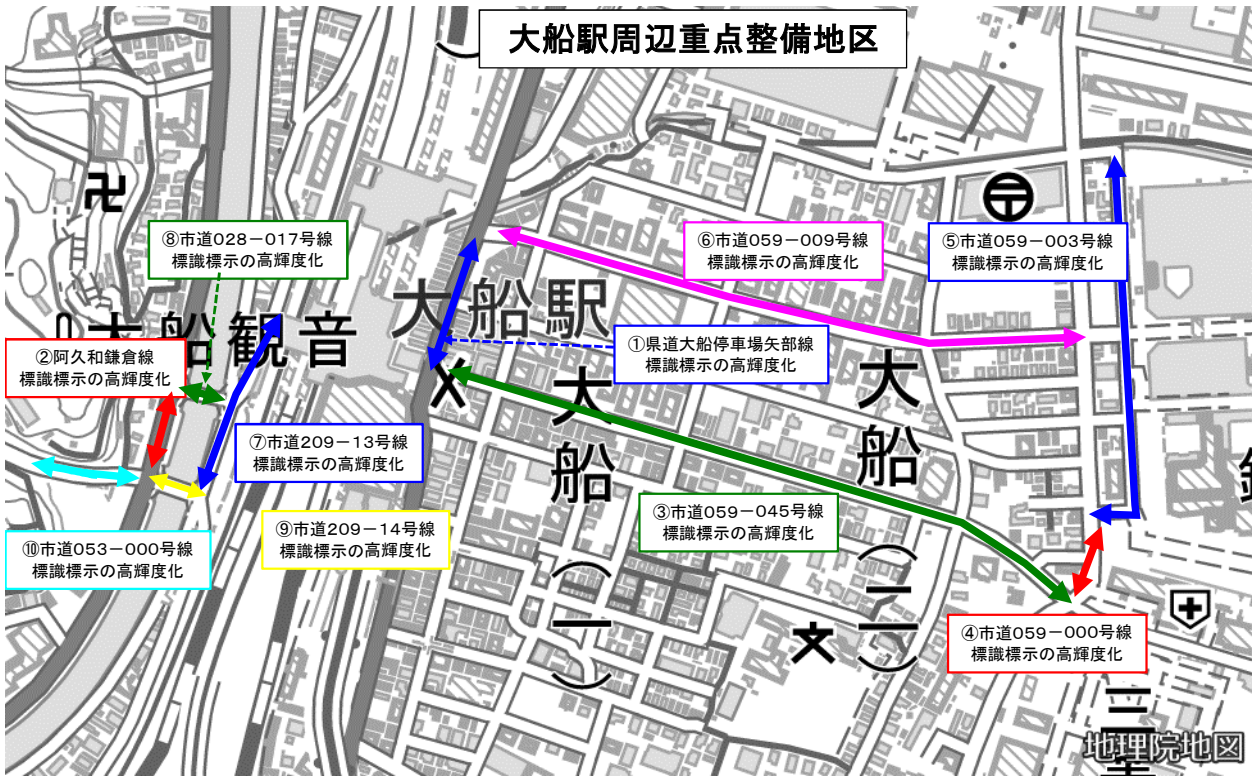 大船駅周辺重点整備地区
⑧市道028-017号線
標識標示の高輝度化
⑥市道059-009号線
標識標示の高輝度化
⑤市道059-003号線
標識標示の高輝度化
大船駅
大船観音
②阿久和鎌倉線
標識標示の高輝度化
①県道大船停車場矢部線
標識標示の高輝度化
大船(一)
大船(二)
⑦市道209-13号線
標識標示の高輝度化
③市道059-045号線
標識標示の高輝度化
⑨市道209-14号線
標識標示の高輝度化
⑩市道053-000号線
標識標示の高輝度化
④市道059-000号線
標識標示の高輝度化
地理院地図